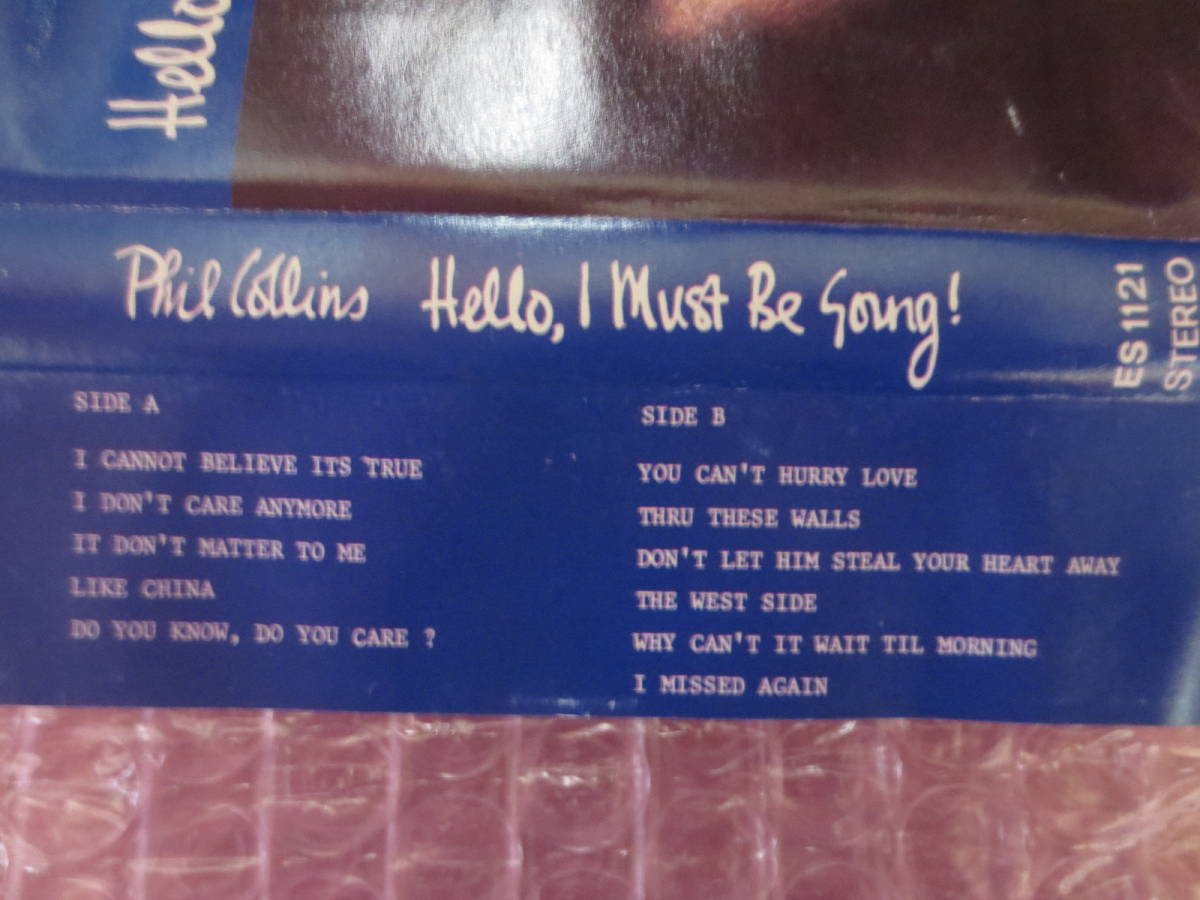 Hello
Phil Collins Hello, I Must Be Going!
ES 1121
STEREO
SIDE A
I CANNOT BELIEVE ITS TRUE
I DON'T CARE ANYMORE
IT DON'T MATTER TO ME
LIKE CHINA
DO YOU KNOW, DO YOU CARE ?
SIDE B
YOU CAN'T HURRY LOVE
THRU THESE WALLS
DON'T LET HIM STEAL YOUR HEART AWAY
THE WEST SIDE
WHY CAN'T IT WAIT TIL MORNING
I MISSED AGAIN